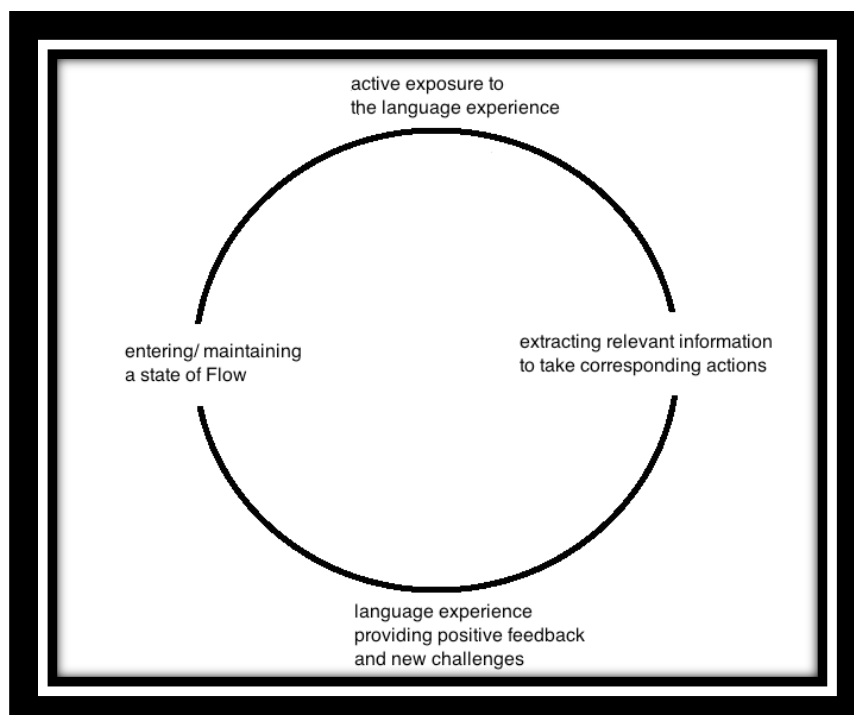 active exposure to
the language experience
entering/ maintaining
a state of Flow
extracting relevant information
to take corresponding actions
language experience
providing positive feedback
and new challenges